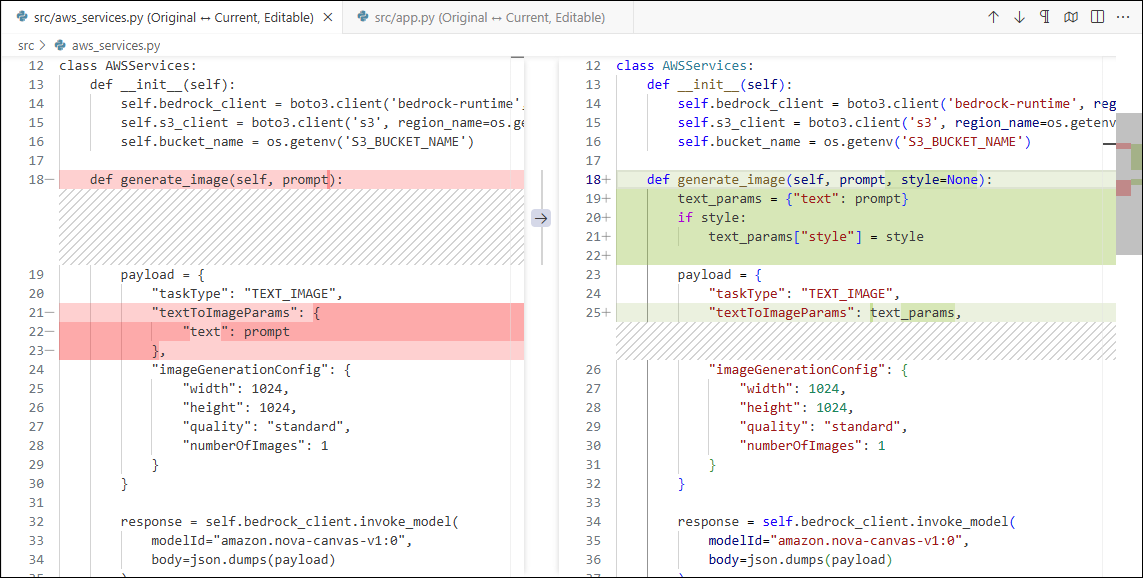 src/aws_services.py (Original ↔ Current, Editable) × src/app.py (Original ↔ Current, Editable)
src > aws_services.py
12 class AWSServices:
13     def __init__(self):
14         self.bedrock_client = boto3.client('bedrock-runtime',
15         self.s3_client = boto3.client('s3', region_name=os.ge
16         self.bucket_name = os.getenv('S3_BUCKET_NAME')
17
18−    def generate_image(self, prompt):
19         payload = {
20             "taskType": "TEXT_IMAGE",
21−            "textToImageParams": {
22−                "text": prompt
23−            },
24             "imageGenerationConfig": {
25                 "width": 1024,
26                 "height": 1024,
27                 "quality": "standard",
28                 "numberOfImages": 1
29             }
30         }
31
32         response = self.bedrock_client.invoke_model(
33             modelId="amazon.nova-canvas-v1:0",
34             body=json.dumps(payload)
12 class AWSServices:
13     def __init__(self):
14         self.bedrock_client = boto3.client('bedrock-runtime', reg
15         self.s3_client = boto3.client('s3', region_name=os.getenv
16         self.bucket_name = os.getenv('S3_BUCKET_NAME')
17
18+    def generate_image(self, prompt, style=None):
19+        text_params = {"text": prompt}
20+        if style:
21+            text_params["style"] = style
22+
23         payload = {
24             "taskType": "TEXT_IMAGE",
25+            "textToImageParams": text_params,
26             "imageGenerationConfig": {
27                 "width": 1024,
28                 "height": 1024,
29                 "quality": "standard",
30                 "numberOfImages": 1
31             }
32         }
33
34         response = self.bedrock_client.invoke_model(
35             modelId="amazon.nova-canvas-v1:0",
36             body=json.dumps(payload)